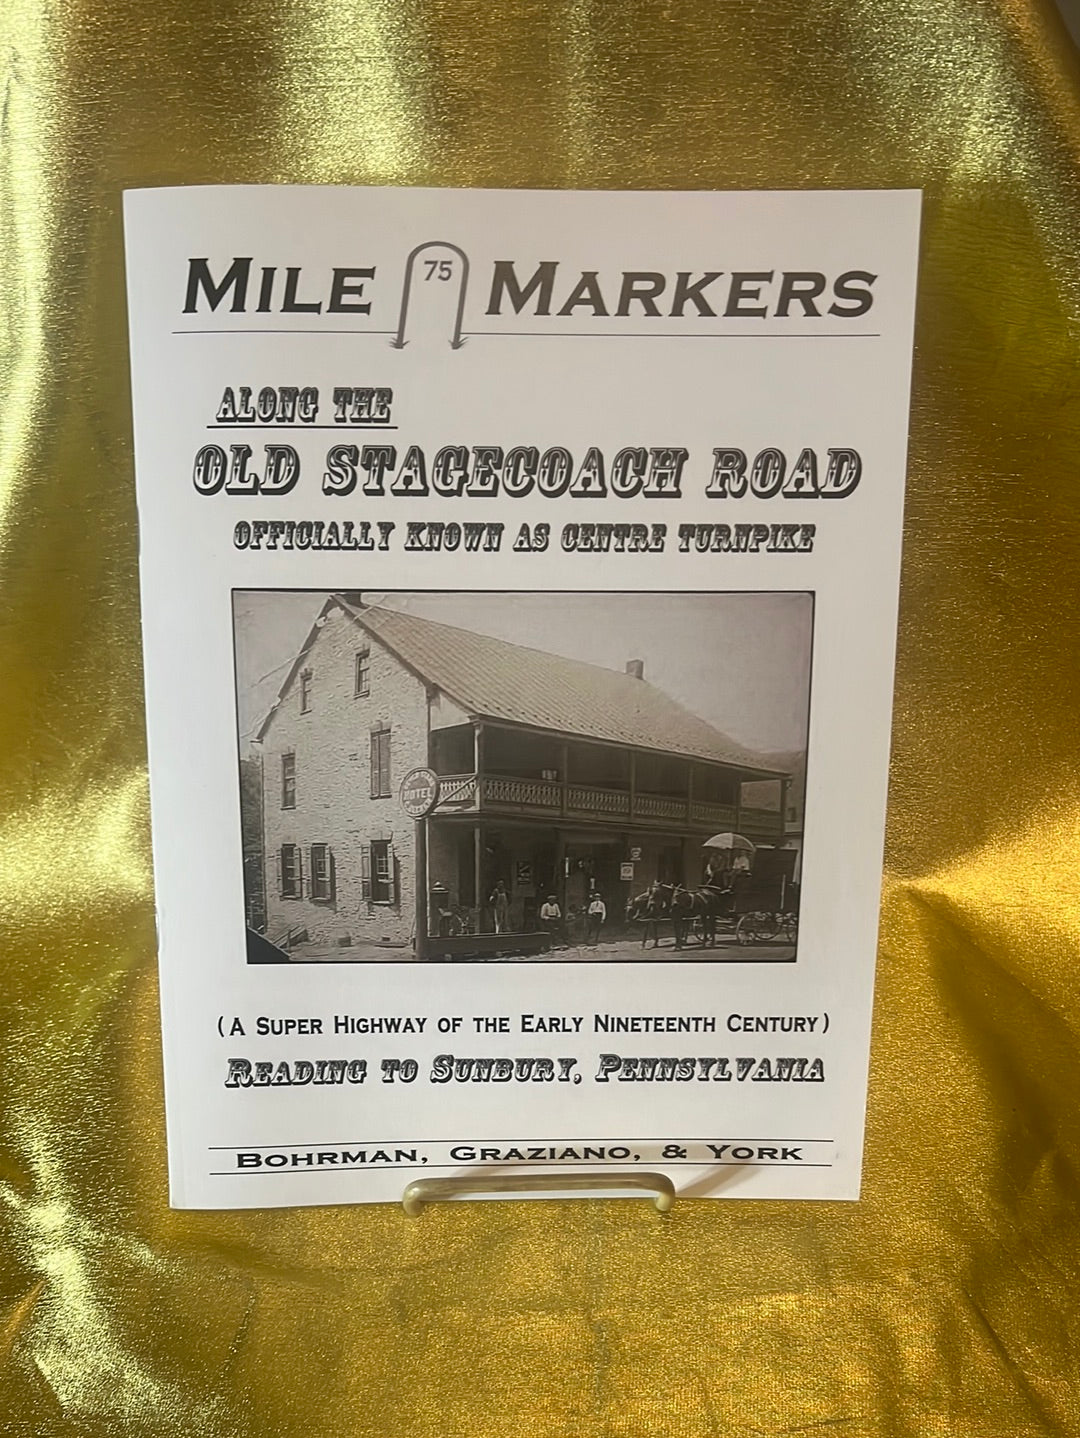 MILE 75 MARKERS
ALONG THE
OLD STAGECOACH ROAD
OFFICIALLY KNOWN AS CENTRE TURNPIKE
HOTEL
(A SUPER HIGHWAY OF THE EARLY NINETEENTH CENTURY)
READING TO SUNBURY, PENNSYLVANIA
BOHRMAN, GRAZIANO, & YORK